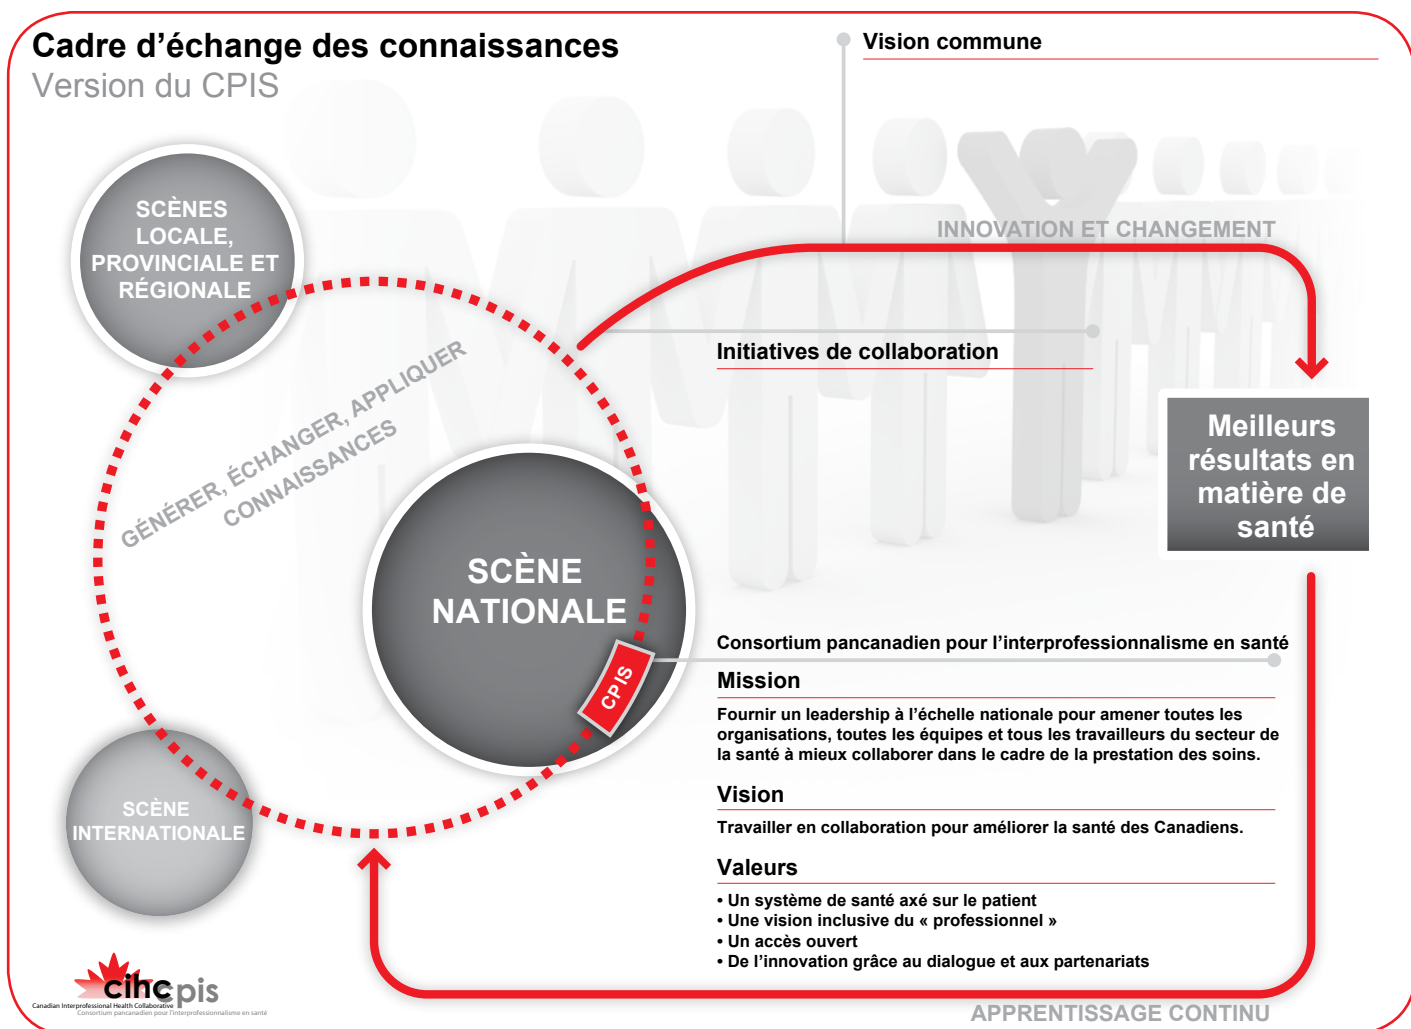 Cadre d’échange des connaissances
Version du CPIS
Vision commune
SCÈNES
LOCALE,
PROVINCIALE ET
RÉGIONALE
INNOVATION ET CHANGEMENT
Initiatives de collaboration
GÉNÉRER, ÉCHANGER, APPLIQUER
CONNAISSANCES
Meilleurs
résultats en
matière de
santé
SCÈNE
NATIONALE
CPIS
Consortium pancanadien pour l’interprofessionnalisme en santé
Mission
Fournir un leadership à l’échelle nationale pour amener toutes les
organisations, toutes les équipes et tous les travailleurs du secteur de
la santé à mieux collaborer dans le cadre de la prestation des soins.
Vision
Travailler en collaboration pour améliorer la santé des Canadiens.
Valeurs
• Un système de santé axé sur le patient
• Une vision inclusive du « professionnel »
• Un accès ouvert
• De l’innovation grâce au dialogue et aux partenariats
SCÈNE
INTERNATIONALE
cihcpis
Canadian Interprofessional Health Collaborative
Consortium pancanadien pour l’interprofessionnalisme en santé
APPRENTISSAGE CONTINU